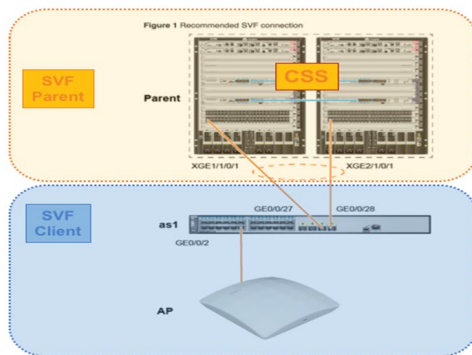 Figure 1 Recommended SVF connection
SVF
Parent
Parent
CSS
XGE1/1/0/1
XGE2/1/0/1
SVF
Client
as1
GE0/0/27
GE0/0/28
GE0/0/2
AP